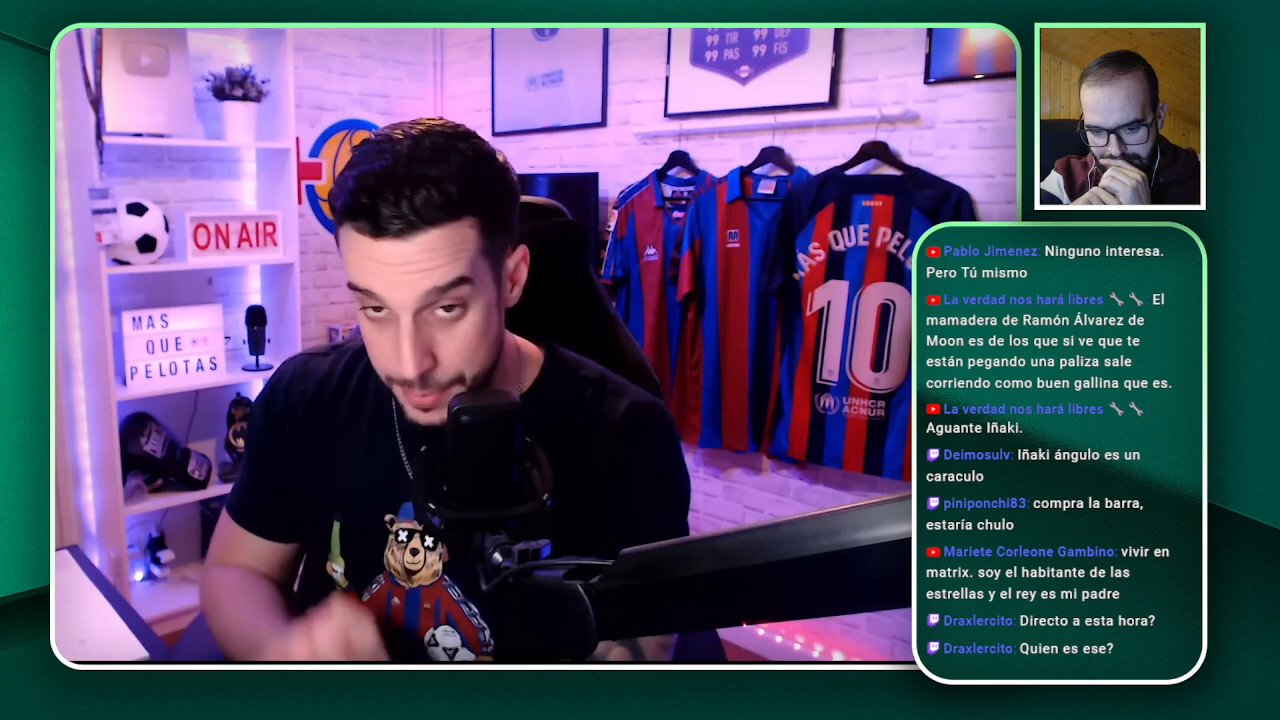 99 TIR 99 DEF
99 PAS 99 FIS
UNHCR
ACNUR
ON AIR
MAS
QUE
PELOTAS
MÁS QUE PEL
10
UNHCR
ACNUR
Pablo Jimenez: Ninguno interesa.
Pero Tú mismo
La verdad nos hará libres El
mamadera de Ramón Álvarez de
Moon es de los que si ve que te
están pegando una paliza sale
corriendo como buen gallina que es.
La verdad nos hará libres
Aguante Iñaki.
Deimosulv: Iñaki ángulo es un
caraculo
piniponchi83: compra la barra,
estaría chulo
Mariete Corleone Gambino: vivir en
matrix. soy el habitante de las
estrellas y el rey es mi padre
Draxlercito: Directo a esta hora?
Draxlercito: Quien es ese?